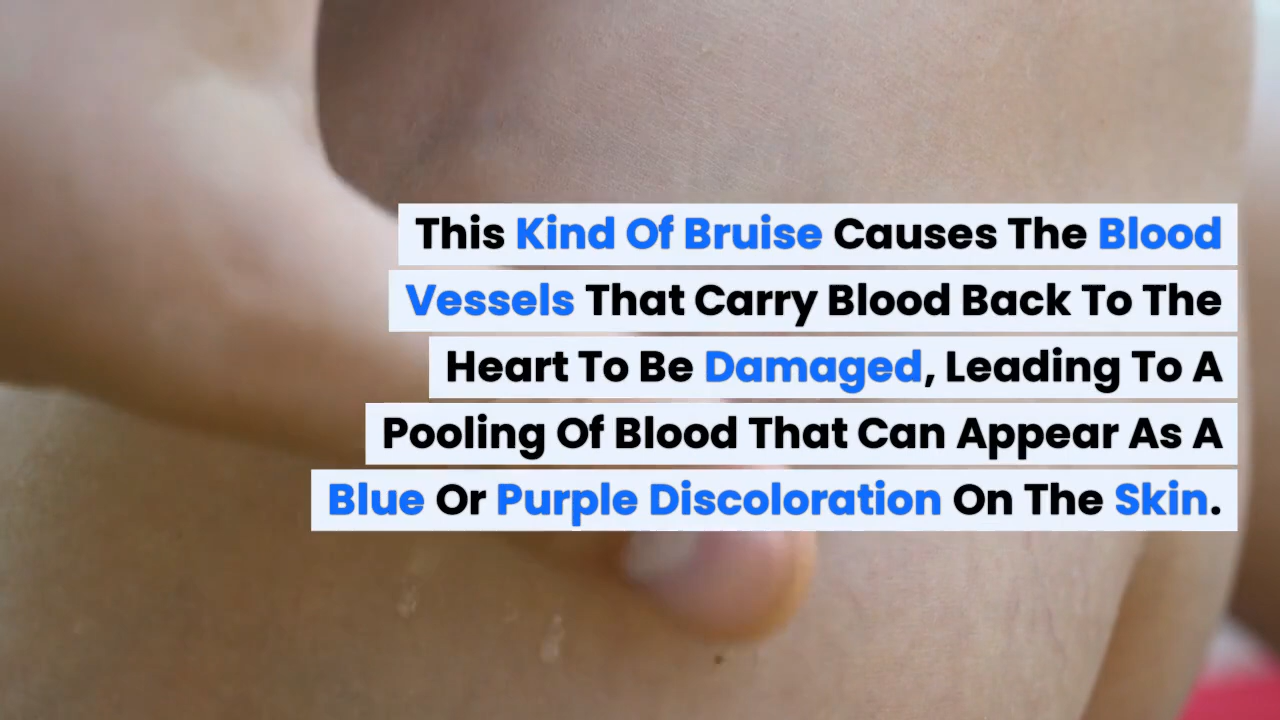 This Kind Of Bruise Causes The Blood
Vessels That Carry Blood Back To The
Heart To Be Damaged, Leading To A
Pooling Of Blood That Can Appear As A
Blue Or Purple Discoloration On The Skin.